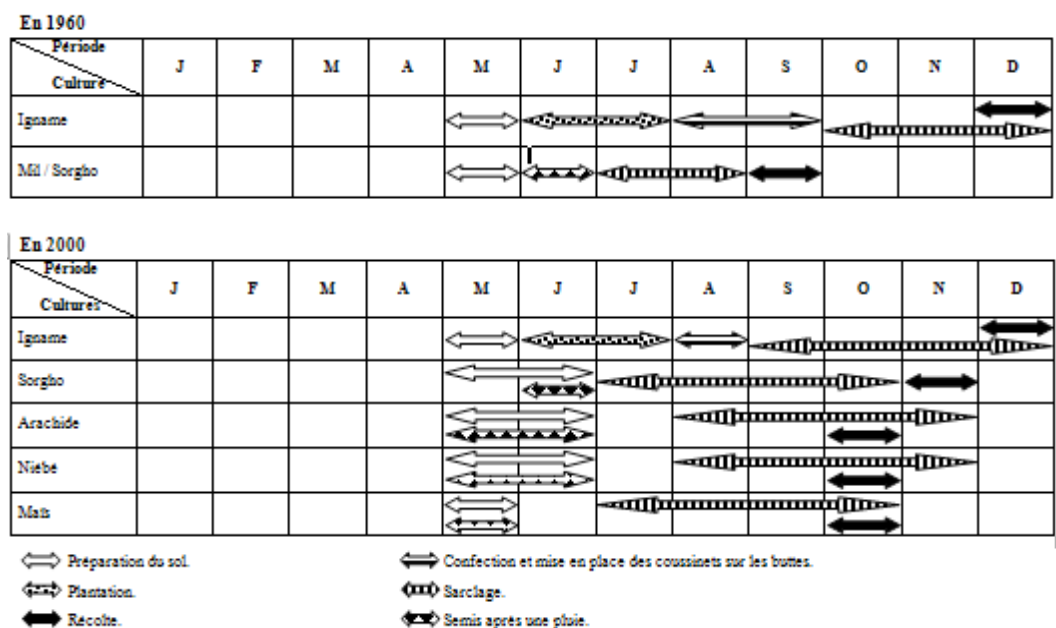 En 1960
Période
Culture
J F M A M J J A S O N D
Igname
Mil / Sorgho
En 2000
Période
Cultures
J F M A M J J A S O N D
Igname
Sorgho
Arachide
Niebé
Maïs
Préparation du sol. Confection et mise en place des coussinets sur les buttes.
Plantation. Sarclage.
Récolte. Semis après une pluie.